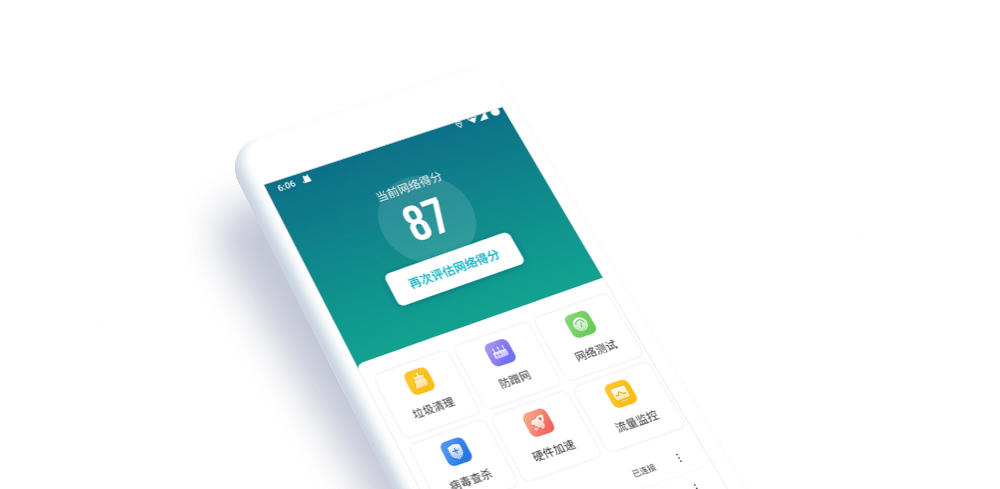 6:06
当前网络得分
87
再次评估网络得分
垃圾清理
防蹭网
网络测试
病毒查杀
硬件加速
流量监控
已连接